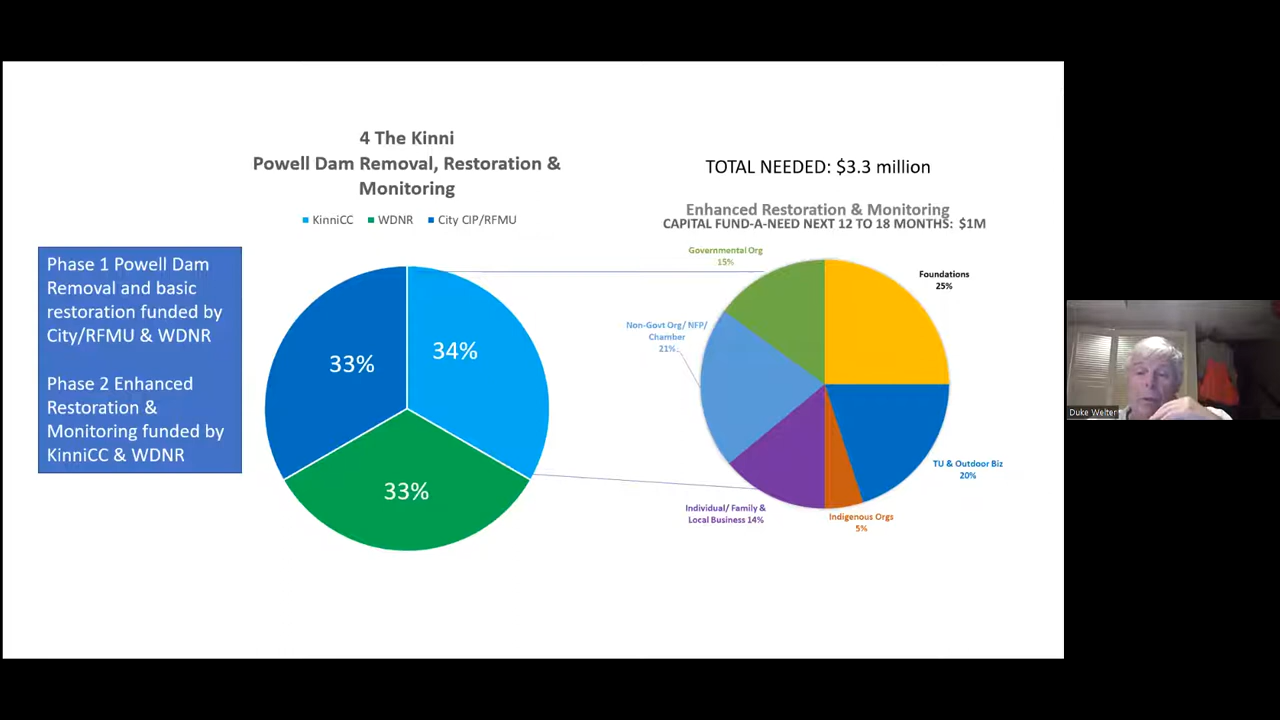 4 The Kinni
Powell Dam Removal, Restoration &
Monitoring
KinniCC
WDNR
City CIP/RFMU
Phase 1 Powell Dam
Removal and basic
restoration funded by
City/RFMU & WDNR
Phase 2 Enhanced
Restoration &
Monitoring funded by
KinniCC & WDNR
33%
34%
33%
TOTAL NEEDED: $3.3 million
Enhanced Restoration & Monitoring
CAPITAL FUND-A-NEED NEXT 12 TO 18 MONTHS: $1M
Governmental Org
15%
Foundations
25%
Non-Govt Org/ NFP/
Chamber
21%
TU & Outdoor Biz
20%
Individual/ Family &
Local Business 14%
Indigenous Orgs
5%
Duke Welter